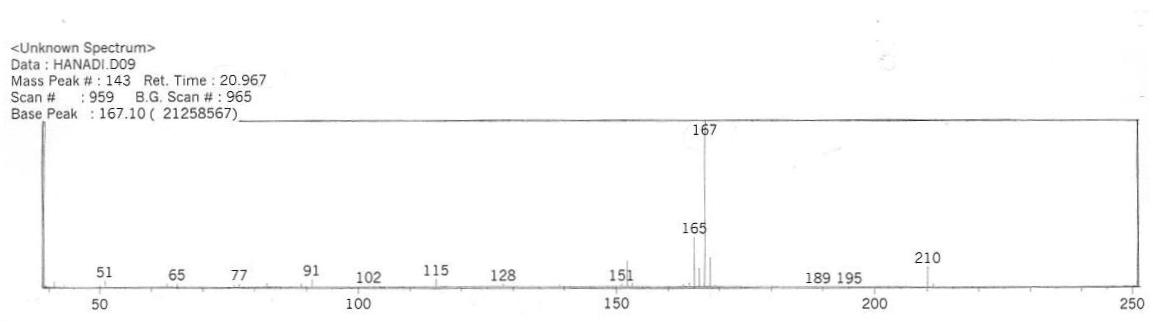 <Unknown Spectrum>
Data : HANADI.D09
Mass Peak # : 143 Ret. Time : 20.967
Scan # : 959 B.G. Scan # : 965
Base Peak : 167.10 ( 21258567)
167
165
210
51 65 77 91 102 115 128 151 189 195
50 100 150 200 250